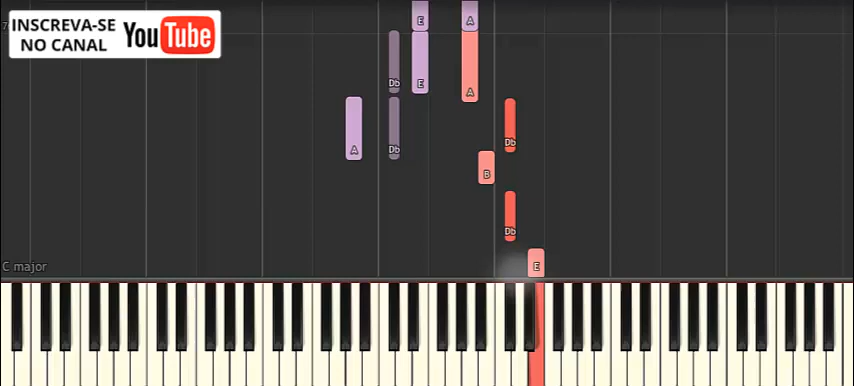 INSCREVA-SE
NO CANAL
YouTube
E A
Db E A
A Db Db
B
Db
C major E